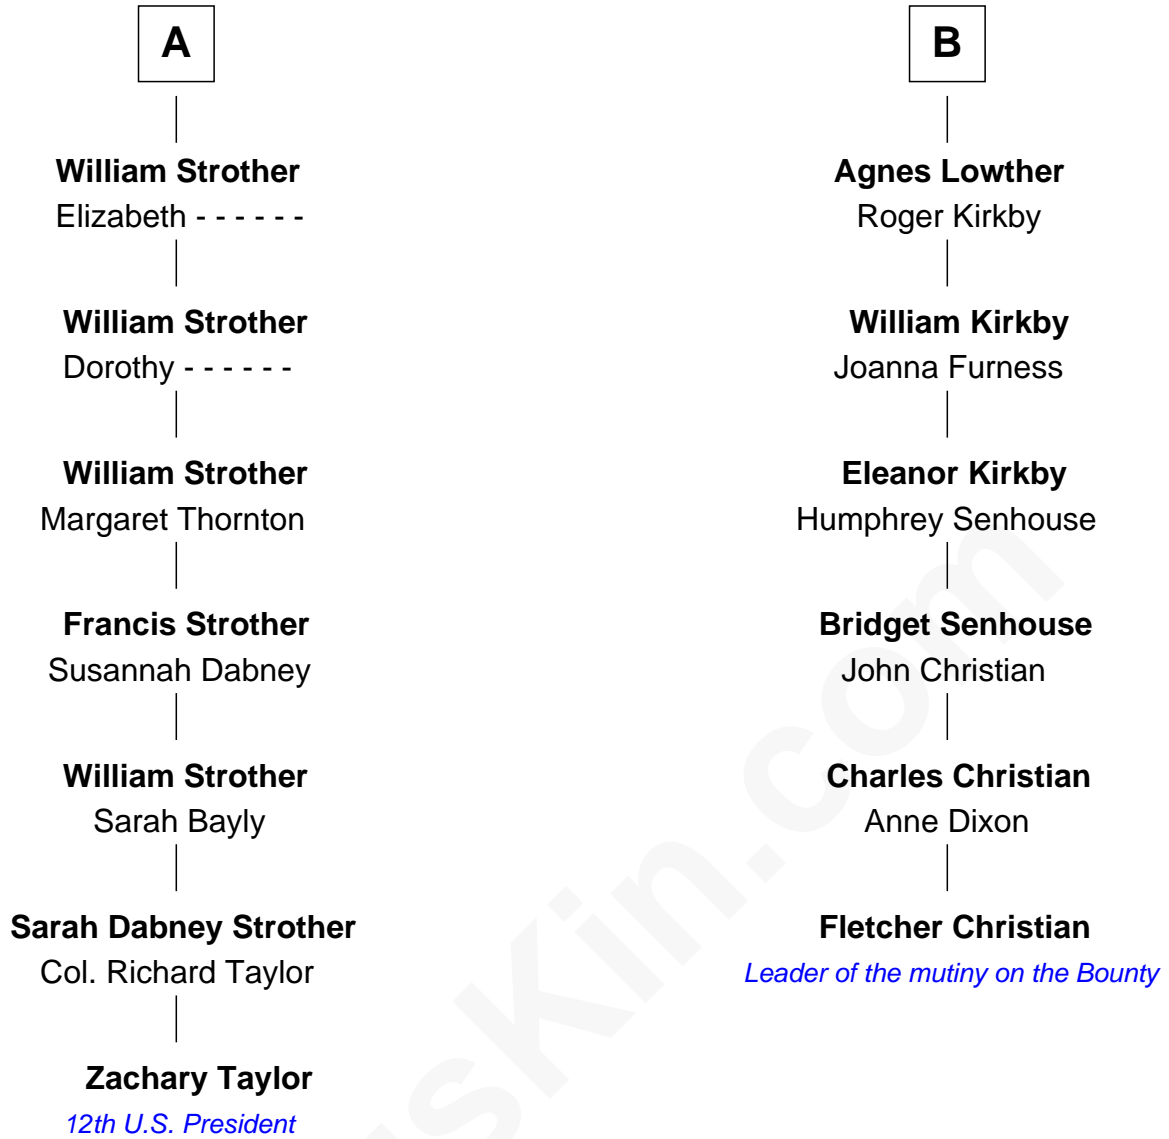 A
William Strother
Elizabeth - - - - - -
William Strother
Dorothy - - - - - -
William Strother
Margaret Thornton
Francis Strother
Susannah Dabney
William Strother
Sarah Bayly
Sarah Dabney Strother
Col. Richard Taylor
Zachary Taylor
12th U.S. President
B
Agnes Lowther
Roger Kirkby
William Kirkby
Joanna Furness
Eleanor Kirkby
Humphrey Senhouse
Bridget Senhouse
John Christian
Charles Christian
Anne Dixon
Fletcher Christian
Leader of the mutiny on the Bounty